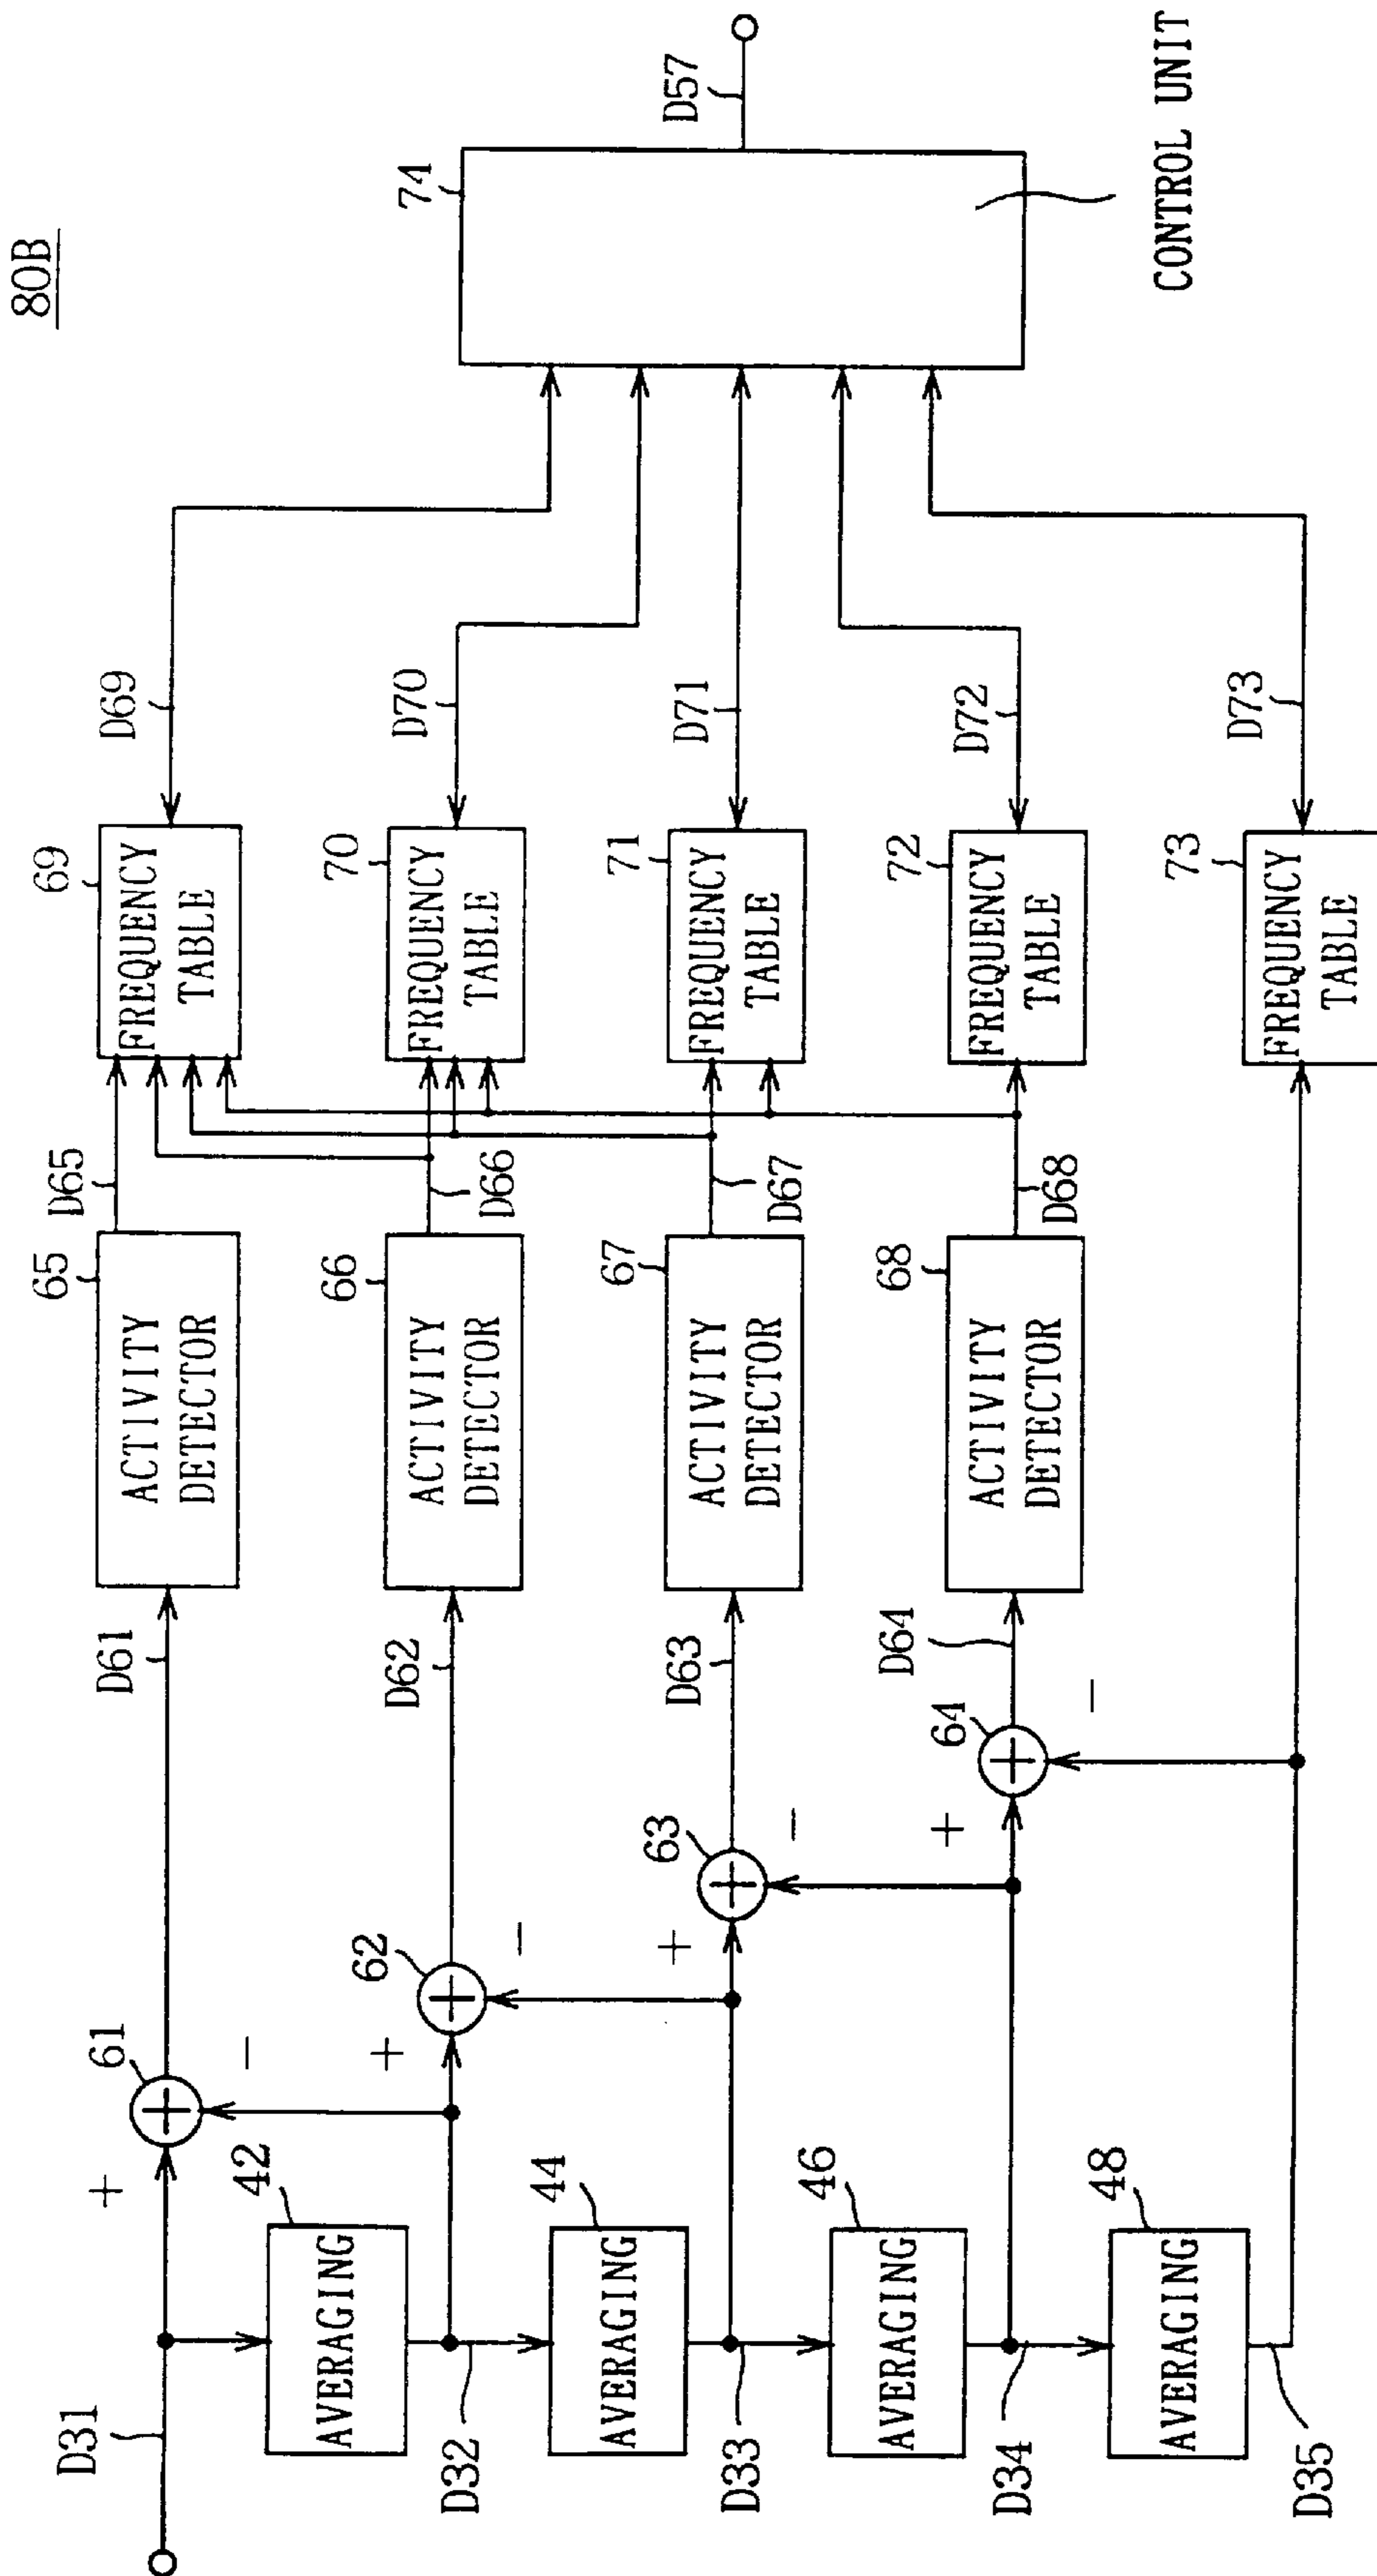 80B
D31
+
61
−
D61
65
ACTIVITY
DETECTOR
D65
69
FREQUENCY
TABLE
D69
42
AVERAGING
D32
+
62
−
D62
66
ACTIVITY
DETECTOR
D66
70
FREQUENCY
TABLE
D70
44
AVERAGING
D33
+
63
−
D63
67
ACTIVITY
DETECTOR
D67
71
FREQUENCY
TABLE
D71
74
D57
46
AVERAGING
D34
+
64
−
D64
68
ACTIVITY
DETECTOR
D68
72
FREQUENCY
TABLE
D72
48
AVERAGING
D35
73
FREQUENCY
TABLE
D73
CONTROL UNIT